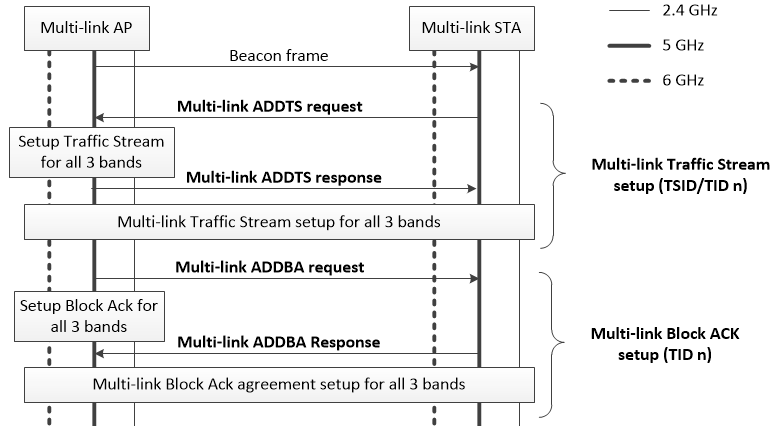 Multi-link AP
Multi-link STA
2.4 GHz
5 GHz
6 GHz
Beacon frame
Multi-link ADDTS request
Setup Traffic Stream
for all 3 bands
Multi-link ADDTS response
Multi-link Traffic Stream
setup (TSID/TID n)
Multi-link Traffic Stream setup for all 3 bands
Multi-link ADDBA request
Setup Block Ack for
all 3 bands
Multi-link ADDBA Response
Multi-link Block ACK
setup (TID n)
Multi-link Block Ack agreement setup for all 3 bands